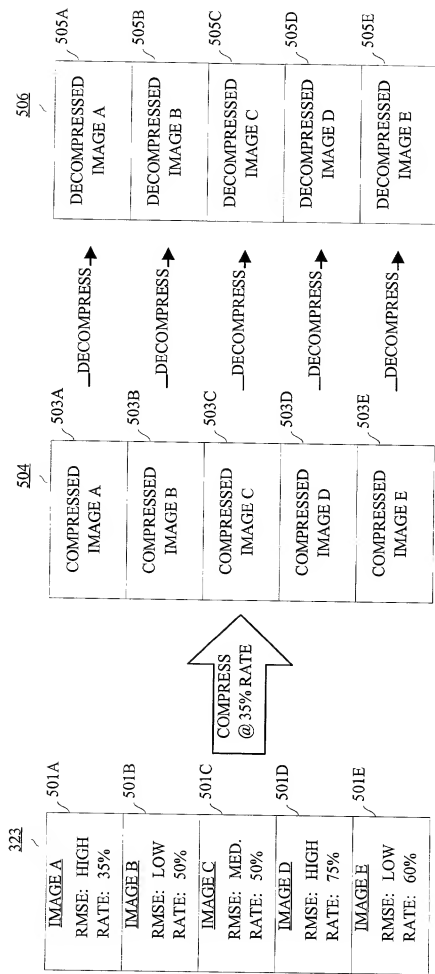 323
IMAGE A
RMSE: HIGH
RATE: 35%
501A
IMAGE B
RMSE: LOW
RATE: 50%
501B
IMAGE C
RMSE: MED.
RATE: 50%
501C
IMAGE D
RMSE: HIGH
RATE: 75%
501D
IMAGE E
RMSE: LOW
RATE: 60%
501E
COMPRESS
@ 35% RATE
504
COMPRESSED
IMAGE A
503A
COMPRESSED
IMAGE B
503B
COMPRESSED
IMAGE C
503C
COMPRESSED
IMAGE D
503D
COMPRESSED
IMAGE E
503E
DECOMPRESS
DECOMPRESS
DECOMPRESS
DECOMPRESS
DECOMPRESS
506
DECOMPRESSED
IMAGE A
505A
DECOMPRESSED
IMAGE B
505B
DECOMPRESSED
IMAGE C
505C
DECOMPRESSED
IMAGE D
505D
DECOMPRESSED
IMAGE E
505E